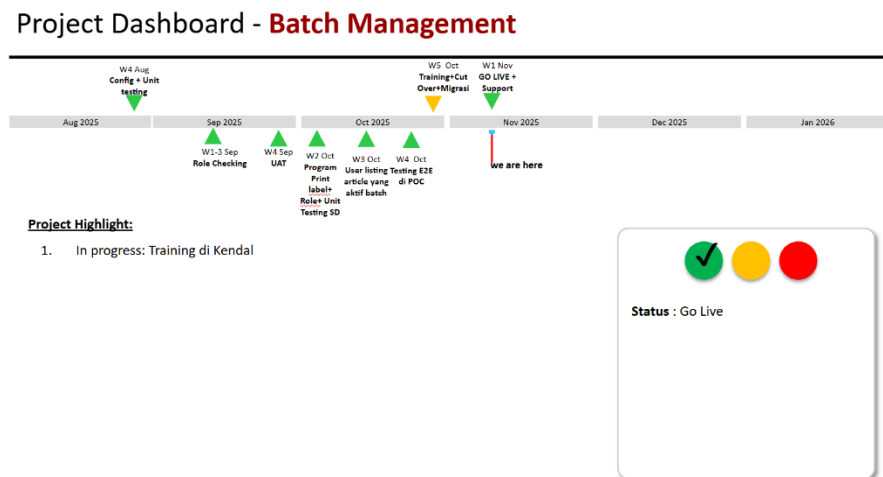 Project Dashboard - Batch Management
W4 Aug
Config + Unit
testing
W5 Oct
Training+Cut
Over+Migrasi
W1 Nov
GO LIVE +
Support
Aug 2025
Sep 2025
Oct 2025
Nov 2025
Dec 2025
Jan 2026
W1-3 Sep
Role Checking
W4 Sep
UAT
W2 Oct
Program
Print
label+
Role+ Unit
Testing SD
W3 Oct
User listing
article yang
aktif batch
W4 Oct
Testing E2E
di POC
we are here
Project Highlight:
1. In progress: Training di Kendal
Status : Go Live